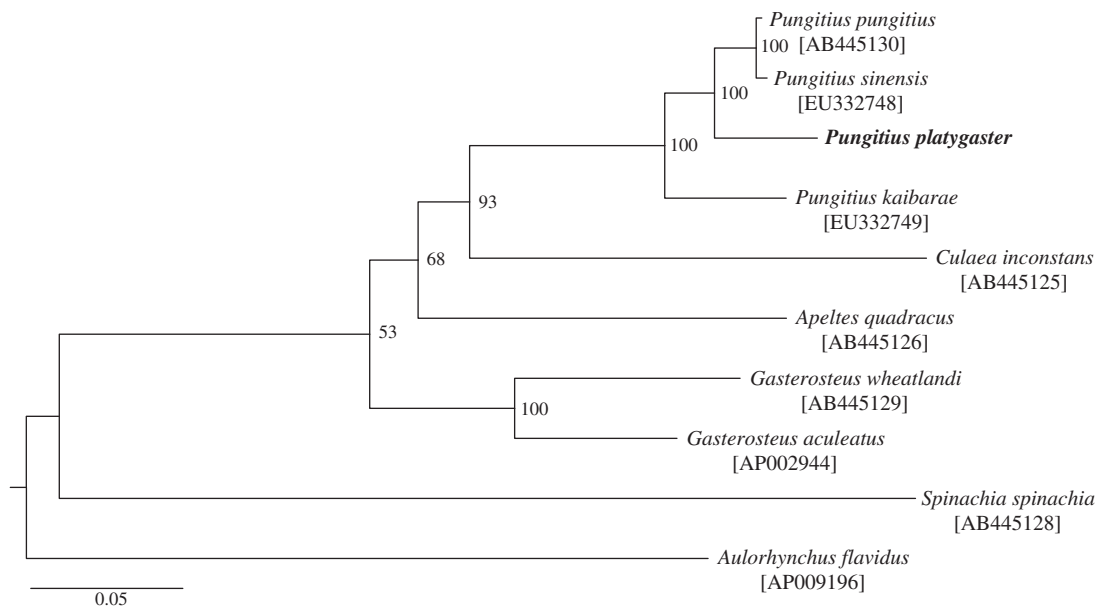 Pungitius pungitius
100 [AB445130]
Pungitius sinensis
100
[EU332748]
Pungitius platygaster
100
Pungitius kaibarae
93
[EU332749]
Culaea inconstans
68
[AB445125]
Apeltes quadracus
53
[AB445126]
Gasterosteus wheatlandi
[AB445129]
100
Gasterosteus aculeatus
[AP002944]
Spinachia spinachia
[AB445128]
Aulorhynchus flavidus
[AP009196]
0.05